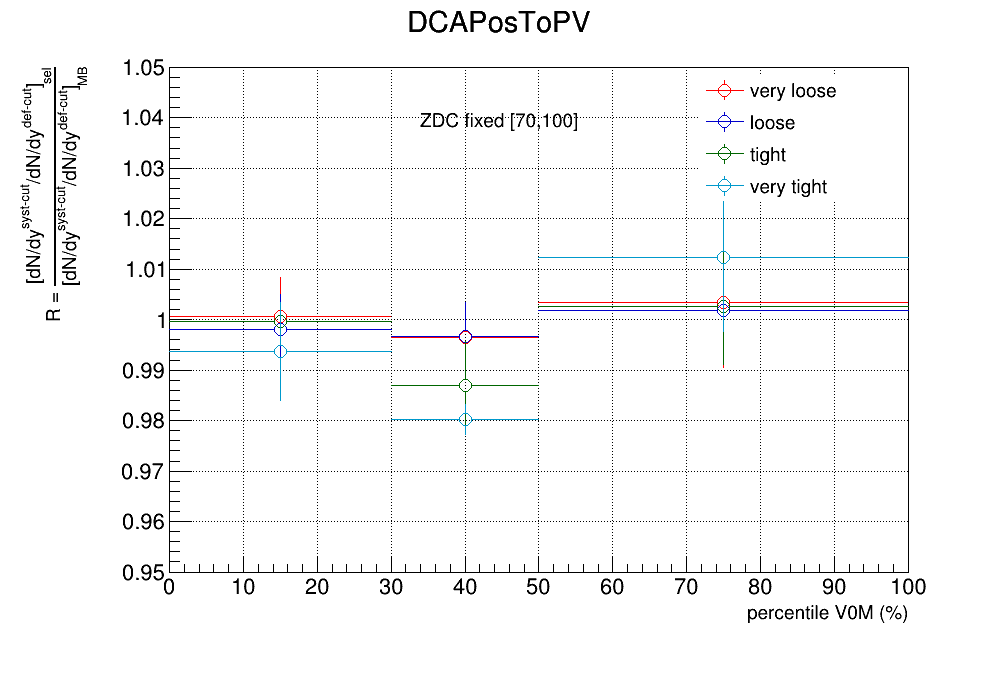 DCAPosToPV
R = [dN/dy^syst-cut/dN/dy^def-cut]_sel
[dN/dy^syst-cut/dN/dy^def-cut]_MB
1.05
1.04
1.03
1.02
1.01
1
0.99
0.98
0.97
0.96
0.95
ZDC fixed [70,100]
very loose
loose
tight
very tight
0 10 20 30 40 50 60 70 80 90 100
percentile V0M (%)